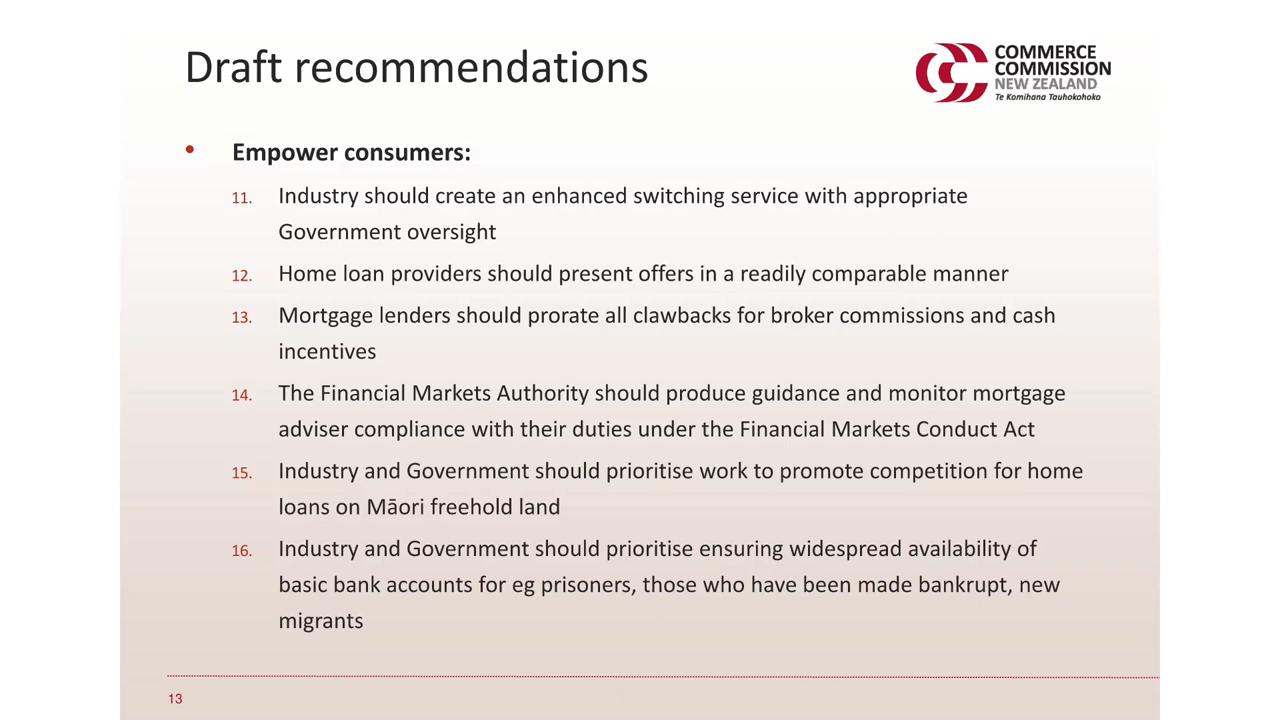 Draft recommendations
COMMERCE
COMMISSION
NEW ZEALAND
Te Komihana Tauhokohoko
• Empower consumers:
11. Industry should create an enhanced switching service with appropriate
Government oversight
12. Home loan providers should present offers in a readily comparable manner
13. Mortgage lenders should prorate all clawbacks for broker commissions and cash
incentives
14. The Financial Markets Authority should produce guidance and monitor mortgage
adviser compliance with their duties under the Financial Markets Conduct Act
15. Industry and Government should prioritise work to promote competition for home
loans on Māori freehold land
16. Industry and Government should prioritise ensuring widespread availability of
basic bank accounts for eg prisoners, those who have been made bankrupt, new
migrants
13